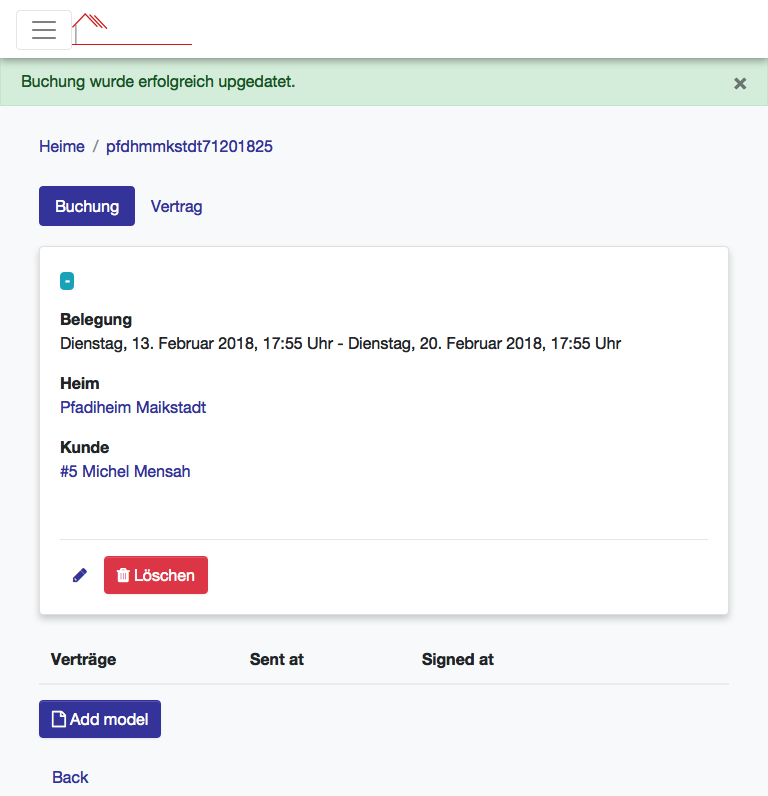 Buchung wurde erfolgreich upgedatet. ×
Heime / pfdhmmkstdt71201825
Buchung Vertrag
-
Belegung
Dienstag, 13. Februar 2018, 17:55 Uhr - Dienstag, 20. Februar 2018, 17:55 Uhr
Heim
Pfadiheim Maikstadt
Kunde
#5 Michel Mensah
Löschen
Verträge Sent at Signed at
Add model
Back